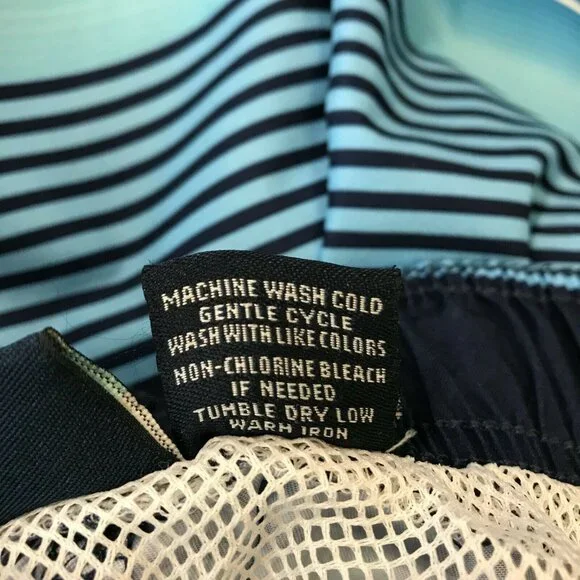 MACHINE WASH COLD
GENTLE CYCLE
WASH WITH LIKE COLORS
NON-CHLORINE BLEACH
IF NEEDED
TUMBLE DRY LOW
WARM IRON